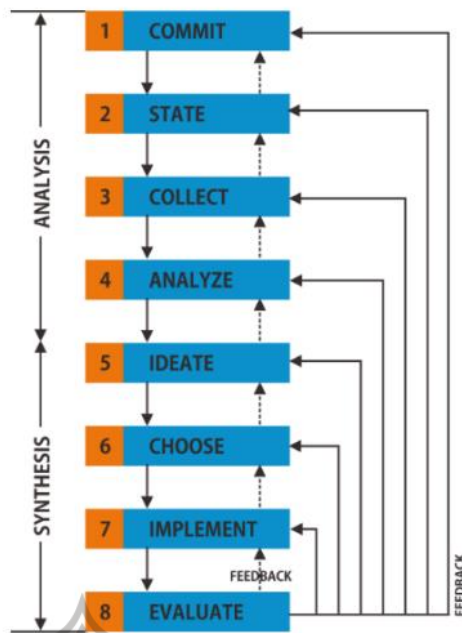 1 COMMIT
2 STATE
3 COLLECT
4 ANALYZE
5 IDEATE
6 CHOOSE
7 IMPLEMENT
FEEDBACK
8 EVALUATE
ANALYSIS
SYNTHESIS
FEEDBACK